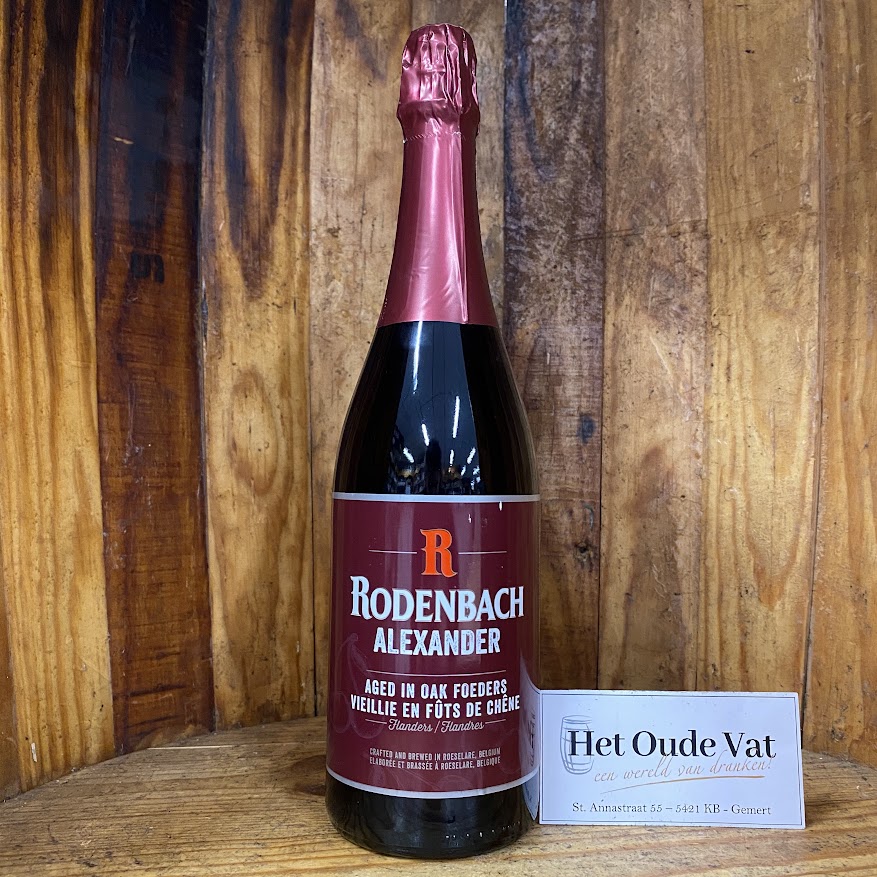 R
RODENBACH
ALEXANDER
AGED IN OAK FOEDERS
VIEILLIE EN FÛTS DE CHÊNE
Flanders / Flandres
CRAFTED AND BREWED IN ROESELARE, BELGIUM
ELABORÉE ET BRASSÉE À ROESELARE, BELGIQUE
Het Oude Vat
een wereld van dranken!
St. Annastraat 55 – 5421 KB - Gemert